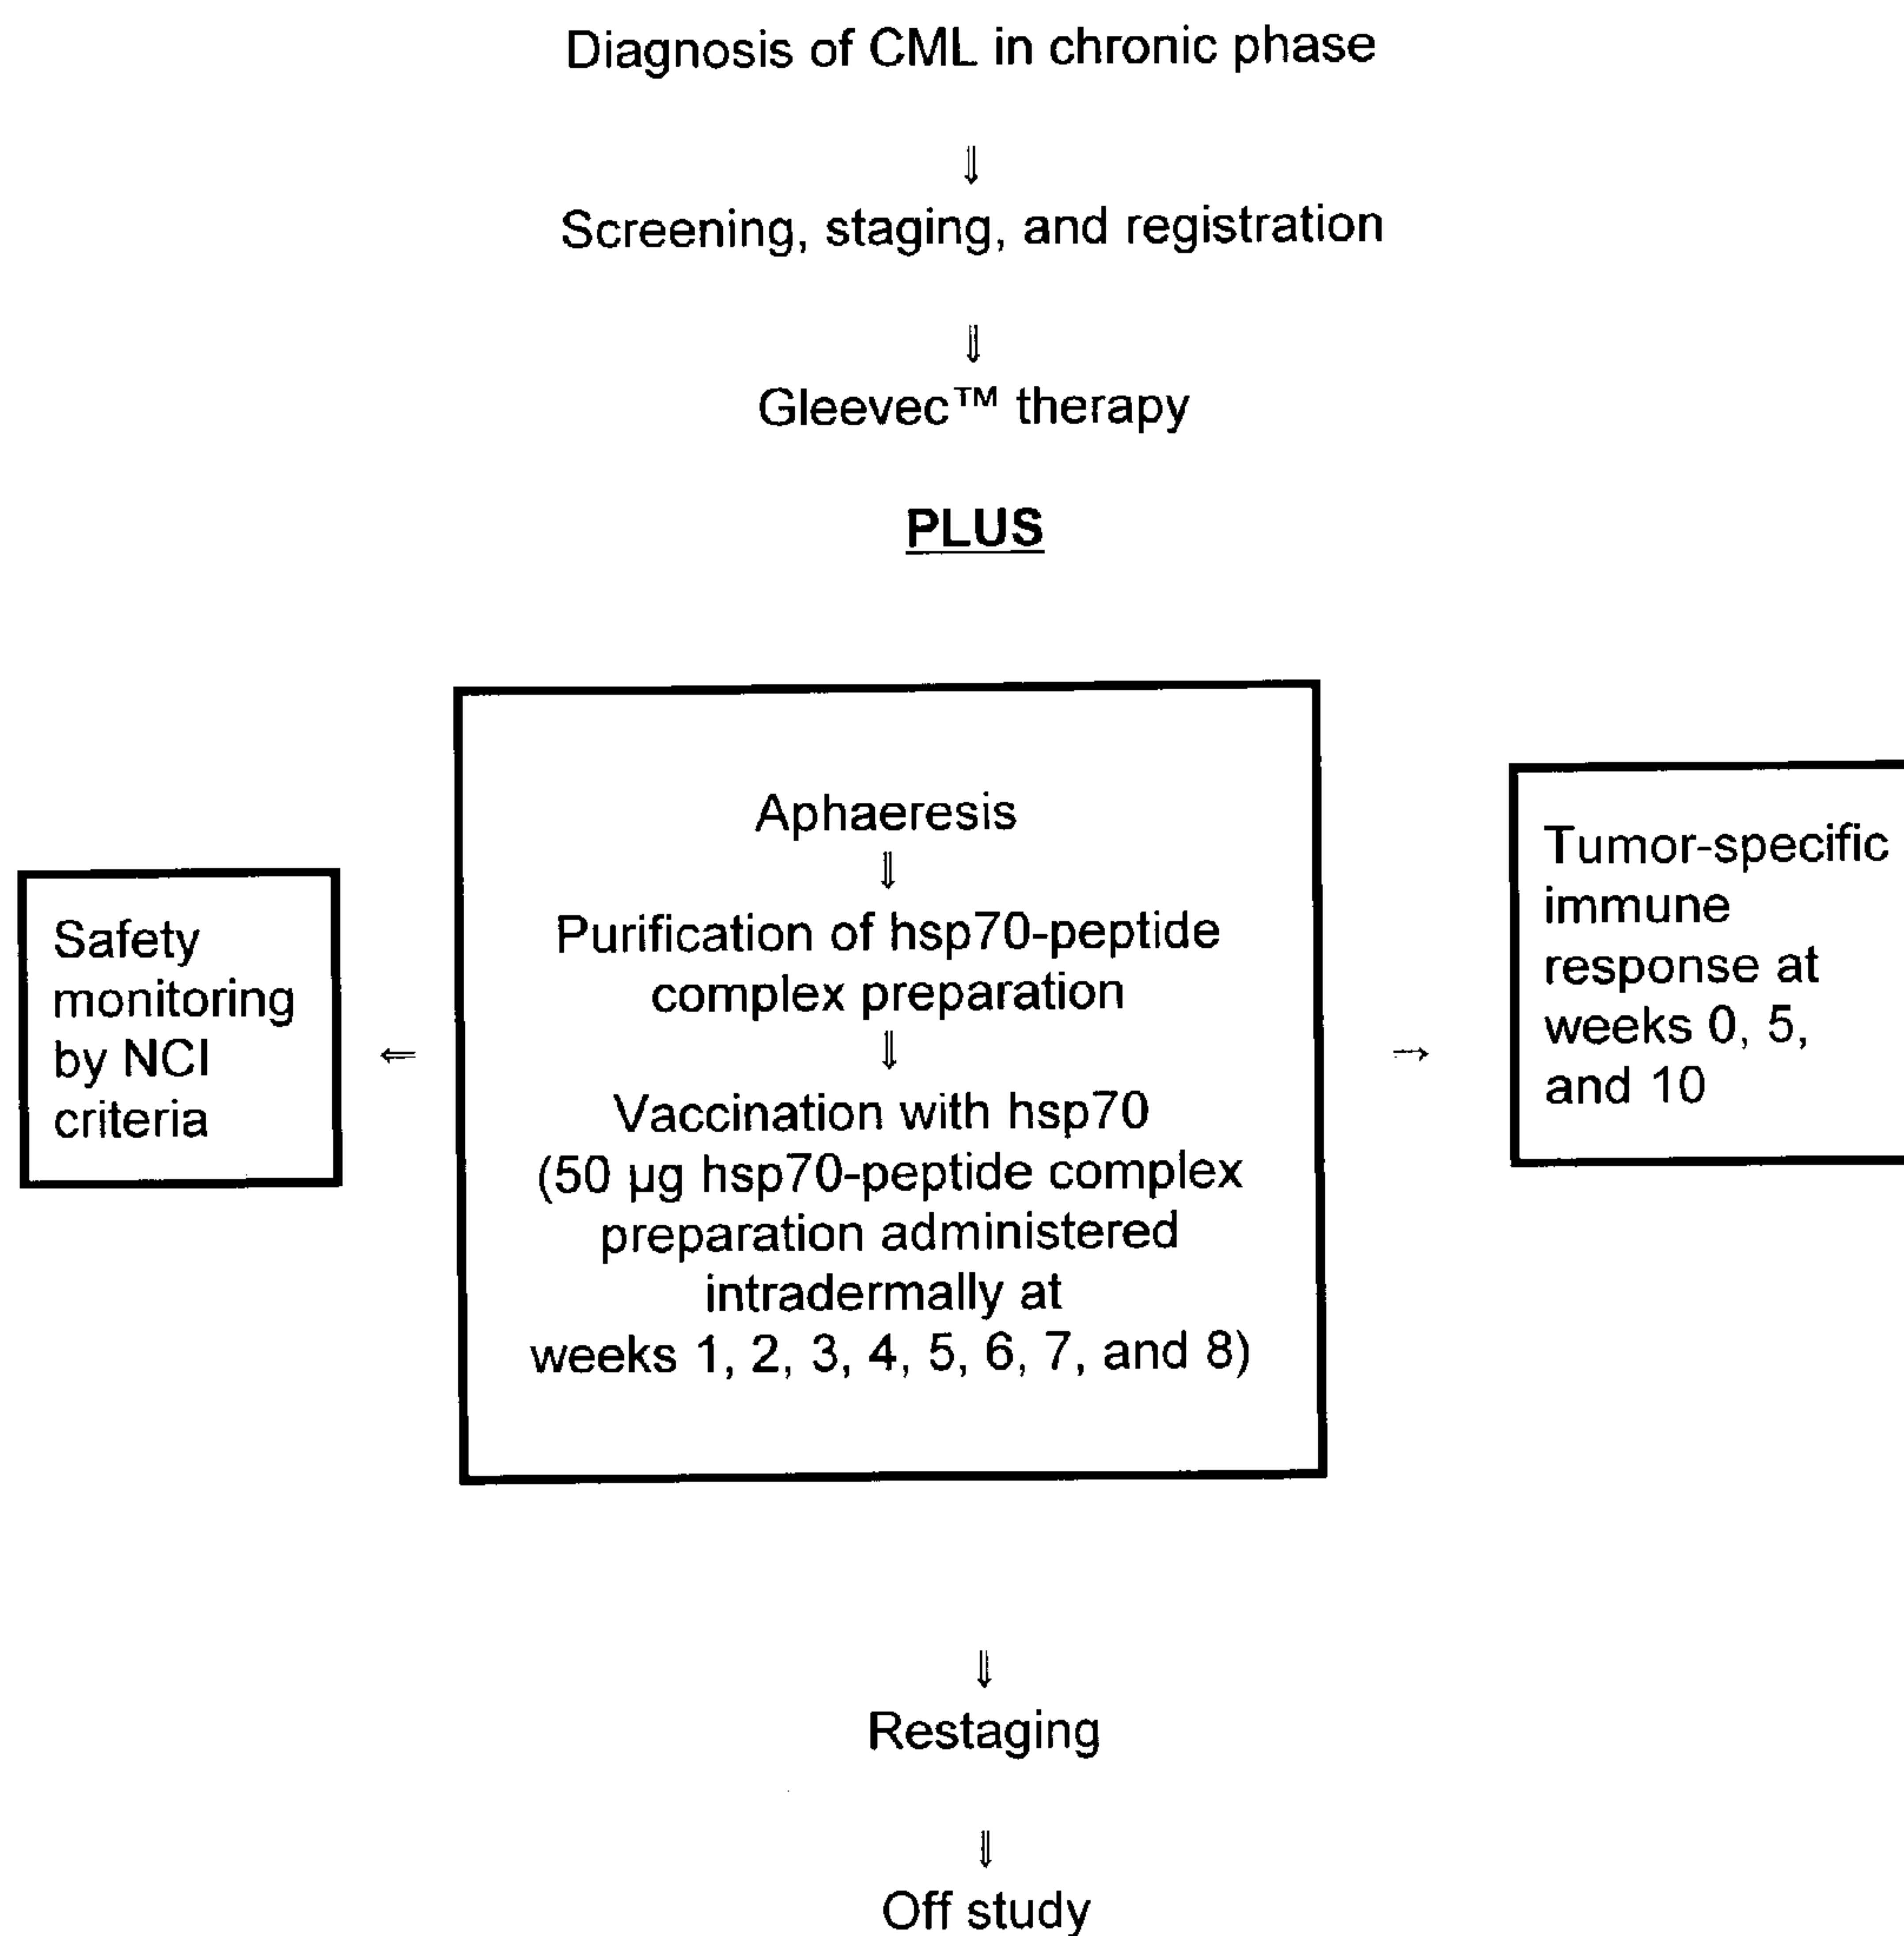 Diagnosis of CML in chronic phase
⇓
Screening, staging, and registration
⇓
Gleevec™ therapy
PLUS
Aphaeresis
⇓
Purification of hsp70-peptide
complex preparation
⇓
Vaccination with hsp70
(50 µg hsp70-peptide complex
preparation administered
intradermally at
weeks 1, 2, 3, 4, 5, 6, 7, and 8)
⇐
Safety
monitoring
by NCI
criteria
→
Tumor-specific
immune
response at
weeks 0, 5,
and 10
⇓
Restaging
⇓
Off study